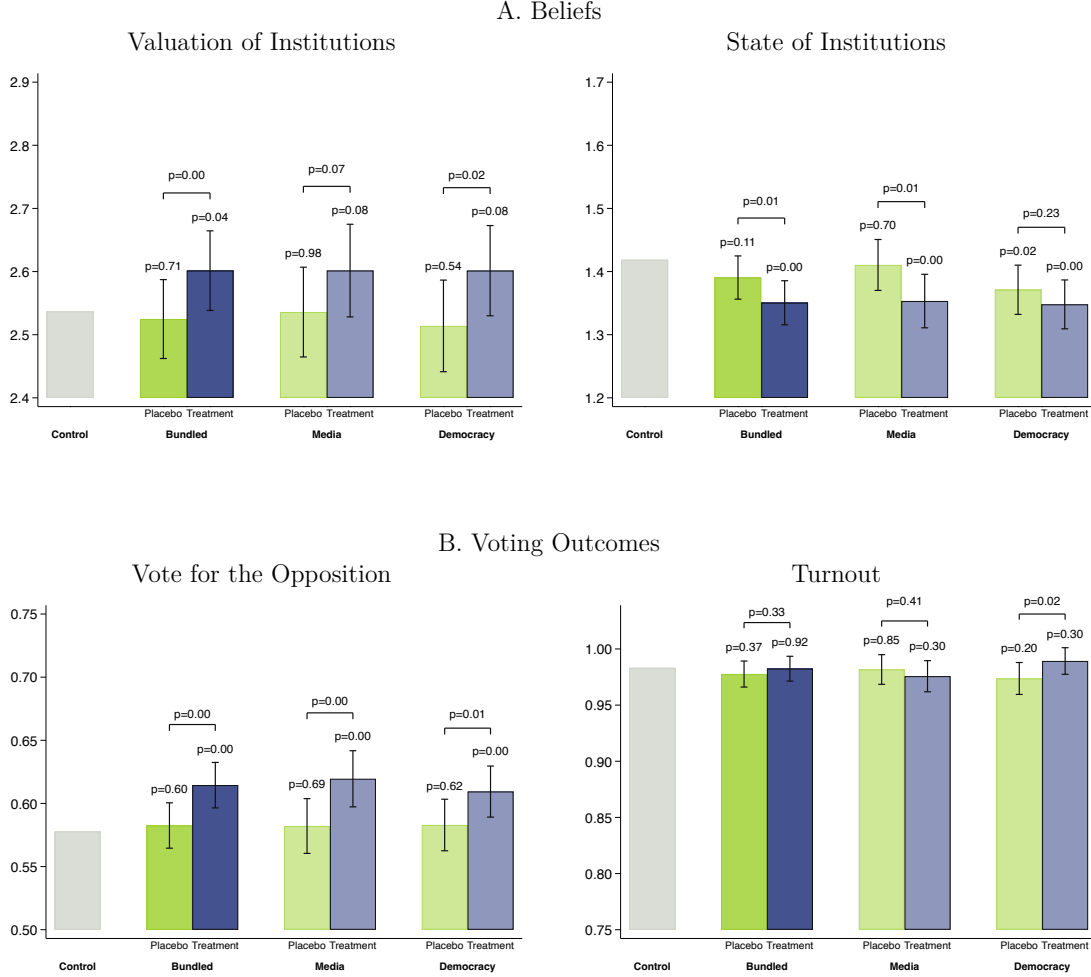 A. Beliefs
Valuation of Institutions
2.9
2.8
2.7
2.6
2.5
2.4
p=0.00
p=0.07
p=0.02
p=0.04
p=0.08
p=0.08
p=0.71
p=0.98
p=0.54
Placebo Treatment
Placebo Treatment
Placebo Treatment
Control
Bundled
Media
Democracy
State of Institutions
1.7
1.6
1.5
1.4
1.3
1.2
p=0.01
p=0.01
p=0.23
p=0.11
p=0.00
p=0.70
p=0.00
p=0.02
p=0.00
Placebo Treatment
Placebo Treatment
Placebo Treatment
Control
Bundled
Media
Democracy
B. Voting Outcomes
Vote for the Opposition
0.75
0.70
0.65
0.60
0.55
0.50
p=0.00
p=0.00
p=0.01
p=0.60
p=0.00
p=0.69
p=0.00
p=0.62
p=0.00
Placebo Treatment
Placebo Treatment
Placebo Treatment
Control
Bundled
Media
Democracy
Turnout
1.00
0.95
0.90
0.85
0.80
0.75
p=0.33
p=0.41
p=0.02
p=0.37
p=0.92
p=0.85
p=0.30
p=0.20
p=0.30
Placebo Treatment
Placebo Treatment
Placebo Treatment
Control
Bundled
Media
Democracy